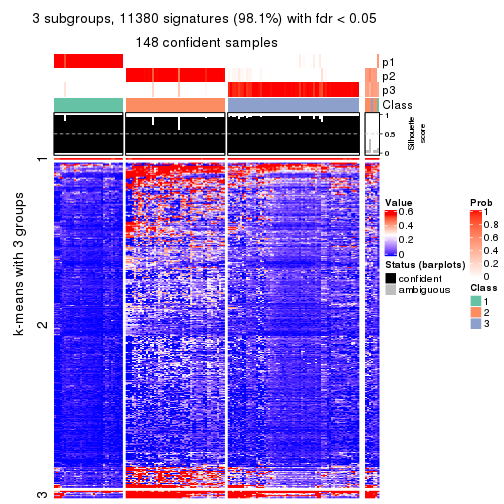 3 subgroups, 11380 signatures (98.1%) with fdr < 0.05
148 confident samples
p1
p2
p3
Class
1
0.5
0
Silhouette
score
k-means with 3 groups
1
2
3
Value
0.6
0.4
0.2
0
Status (barplots)
confident
ambiguous
Prob
1
0.8
0.6
0.4
0.2
0
Class
1
2
3